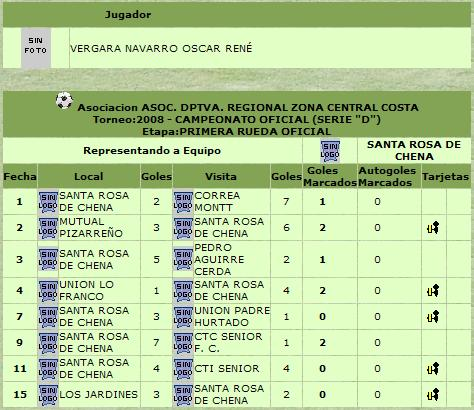 Jugador
SIN FOTO VERGARA NAVARRO OSCAR RENÉ
Asociacion ASOC. DPTVA. REGIONAL ZONA CENTRAL COSTA
Torneo:2008 - CAMPEONATO OFICIAL (SERIE "D")
Etapa:PRIMERA RUEDA OFICIAL
Representando a Equipo SIN LOGO SANTA ROSA DE CHENA
Fecha Local Goles Visita Goles Goles Marcados Autogoles Marcados Tarjetas
1 SIN LOGO SANTA ROSA DE CHENA 2 SIN LOGO CORREA MONTT 7 1 0
2 SIN LOGO MUTUAL PIZARREÑO 3 SIN LOGO SANTA ROSA DE CHENA 6 2 0
3 SIN LOGO SANTA ROSA DE CHENA 5 SIN LOGO PEDRO AGUIRRE CERDA 2 1 0
4 SIN LOGO UNION LO FRANCO 1 SIN LOGO SANTA ROSA DE CHENA 4 2 0
7 SIN LOGO SANTA ROSA DE CHENA 3 SIN LOGO UNION PADRE HURTADO 1 0 0
9 SIN LOGO SANTA ROSA DE CHENA 7 SIN LOGO CTC SENIOR F. C. 1 2 0
11 SIN LOGO SANTA ROSA DE CHENA 4 SIN LOGO CTI SENIOR 4 0 0
15 SIN LOGO LOS JARDINES 3 SIN LOGO SANTA ROSA DE CHENA 2 0 0